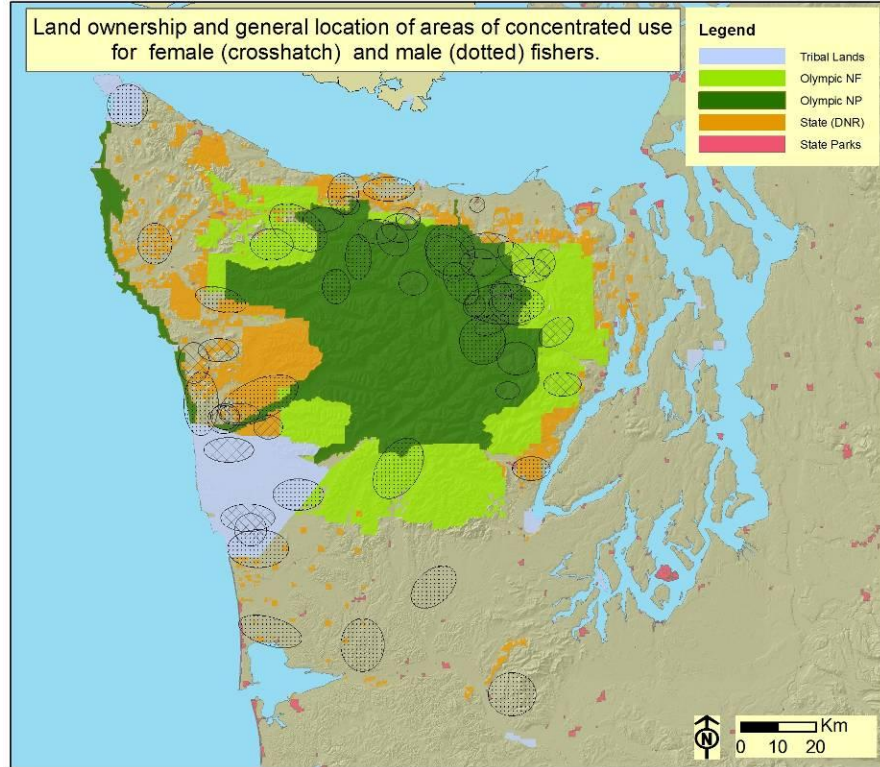 Land ownership and general location of areas of concentrated use
for female (crosshatch) and male (dotted) fishers.
Legend
Tribal Lands
Olympic NF
Olympic NP
State (DNR)
State Parks
N
Km
0 10 20